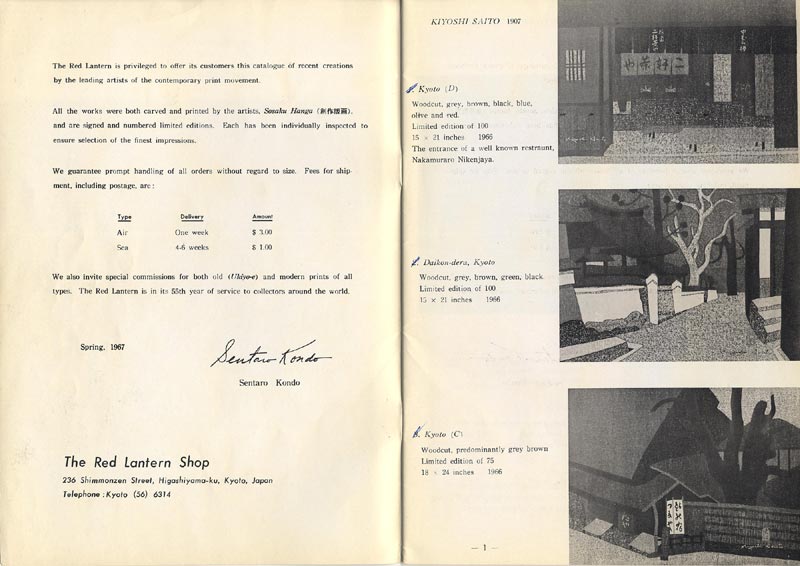 The Red Lantern is privileged to offer its customers this catalogue of recent creations
by the leading artists of the contemporary print movement.
All the works were both carved and printed by the artists, Sosaku Hanga (創作版画),
and are signed and numbered limited editions. Each has been individually inspected to
ensure selection of the finest impressions.
We guarantee prompt handling of all orders without regard to size. Fees for ship-
ment, including postage, are:
Type Delivery Amount
Air One week $ 3.00
Sea 4-6 weeks $ 1.00
We also invite special commissions for both old (Ukiyo-e) and modern prints of all
types. The Red Lantern is in its 55th year of service to collectors around the world.
Spring, 1967
Sentaro Kondo
Sentaro Kondo
The Red Lantern Shop
236 Shimmonzen Street, Higashiyama-ku, Kyoto, Japan
Telephone : Kyoto (56) 6314
KIYOSHI SAITO 1907
Kyoto (D)
Woodcut, grey, brown, black, blue,
olive and red.
Limited edition of 100
15 × 21 inches 1966
The entrance of a well known restraunt,
Nakamuraro Nikenjaya.
Daikon-dera, Kyoto
Woodcut, grey, brown, green, black.
Limited edition of 100
15 × 21 inches 1966
Kyoto (C)
Woodcut, predominantly grey brown
Limited edition of 75
18 × 24 inches 1966
— 1 —